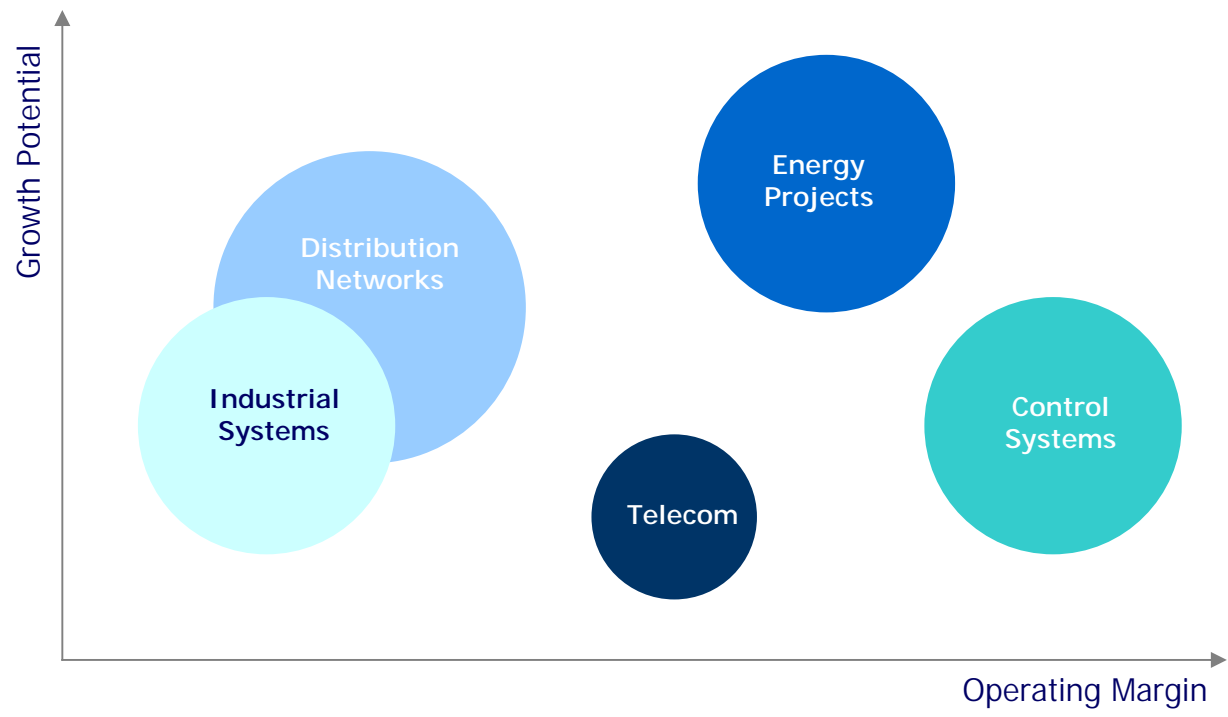 Growth Potential
Energy
Projects
Distribution
Networks
Industrial
Systems
Control
Systems
Telecom
Operating Margin